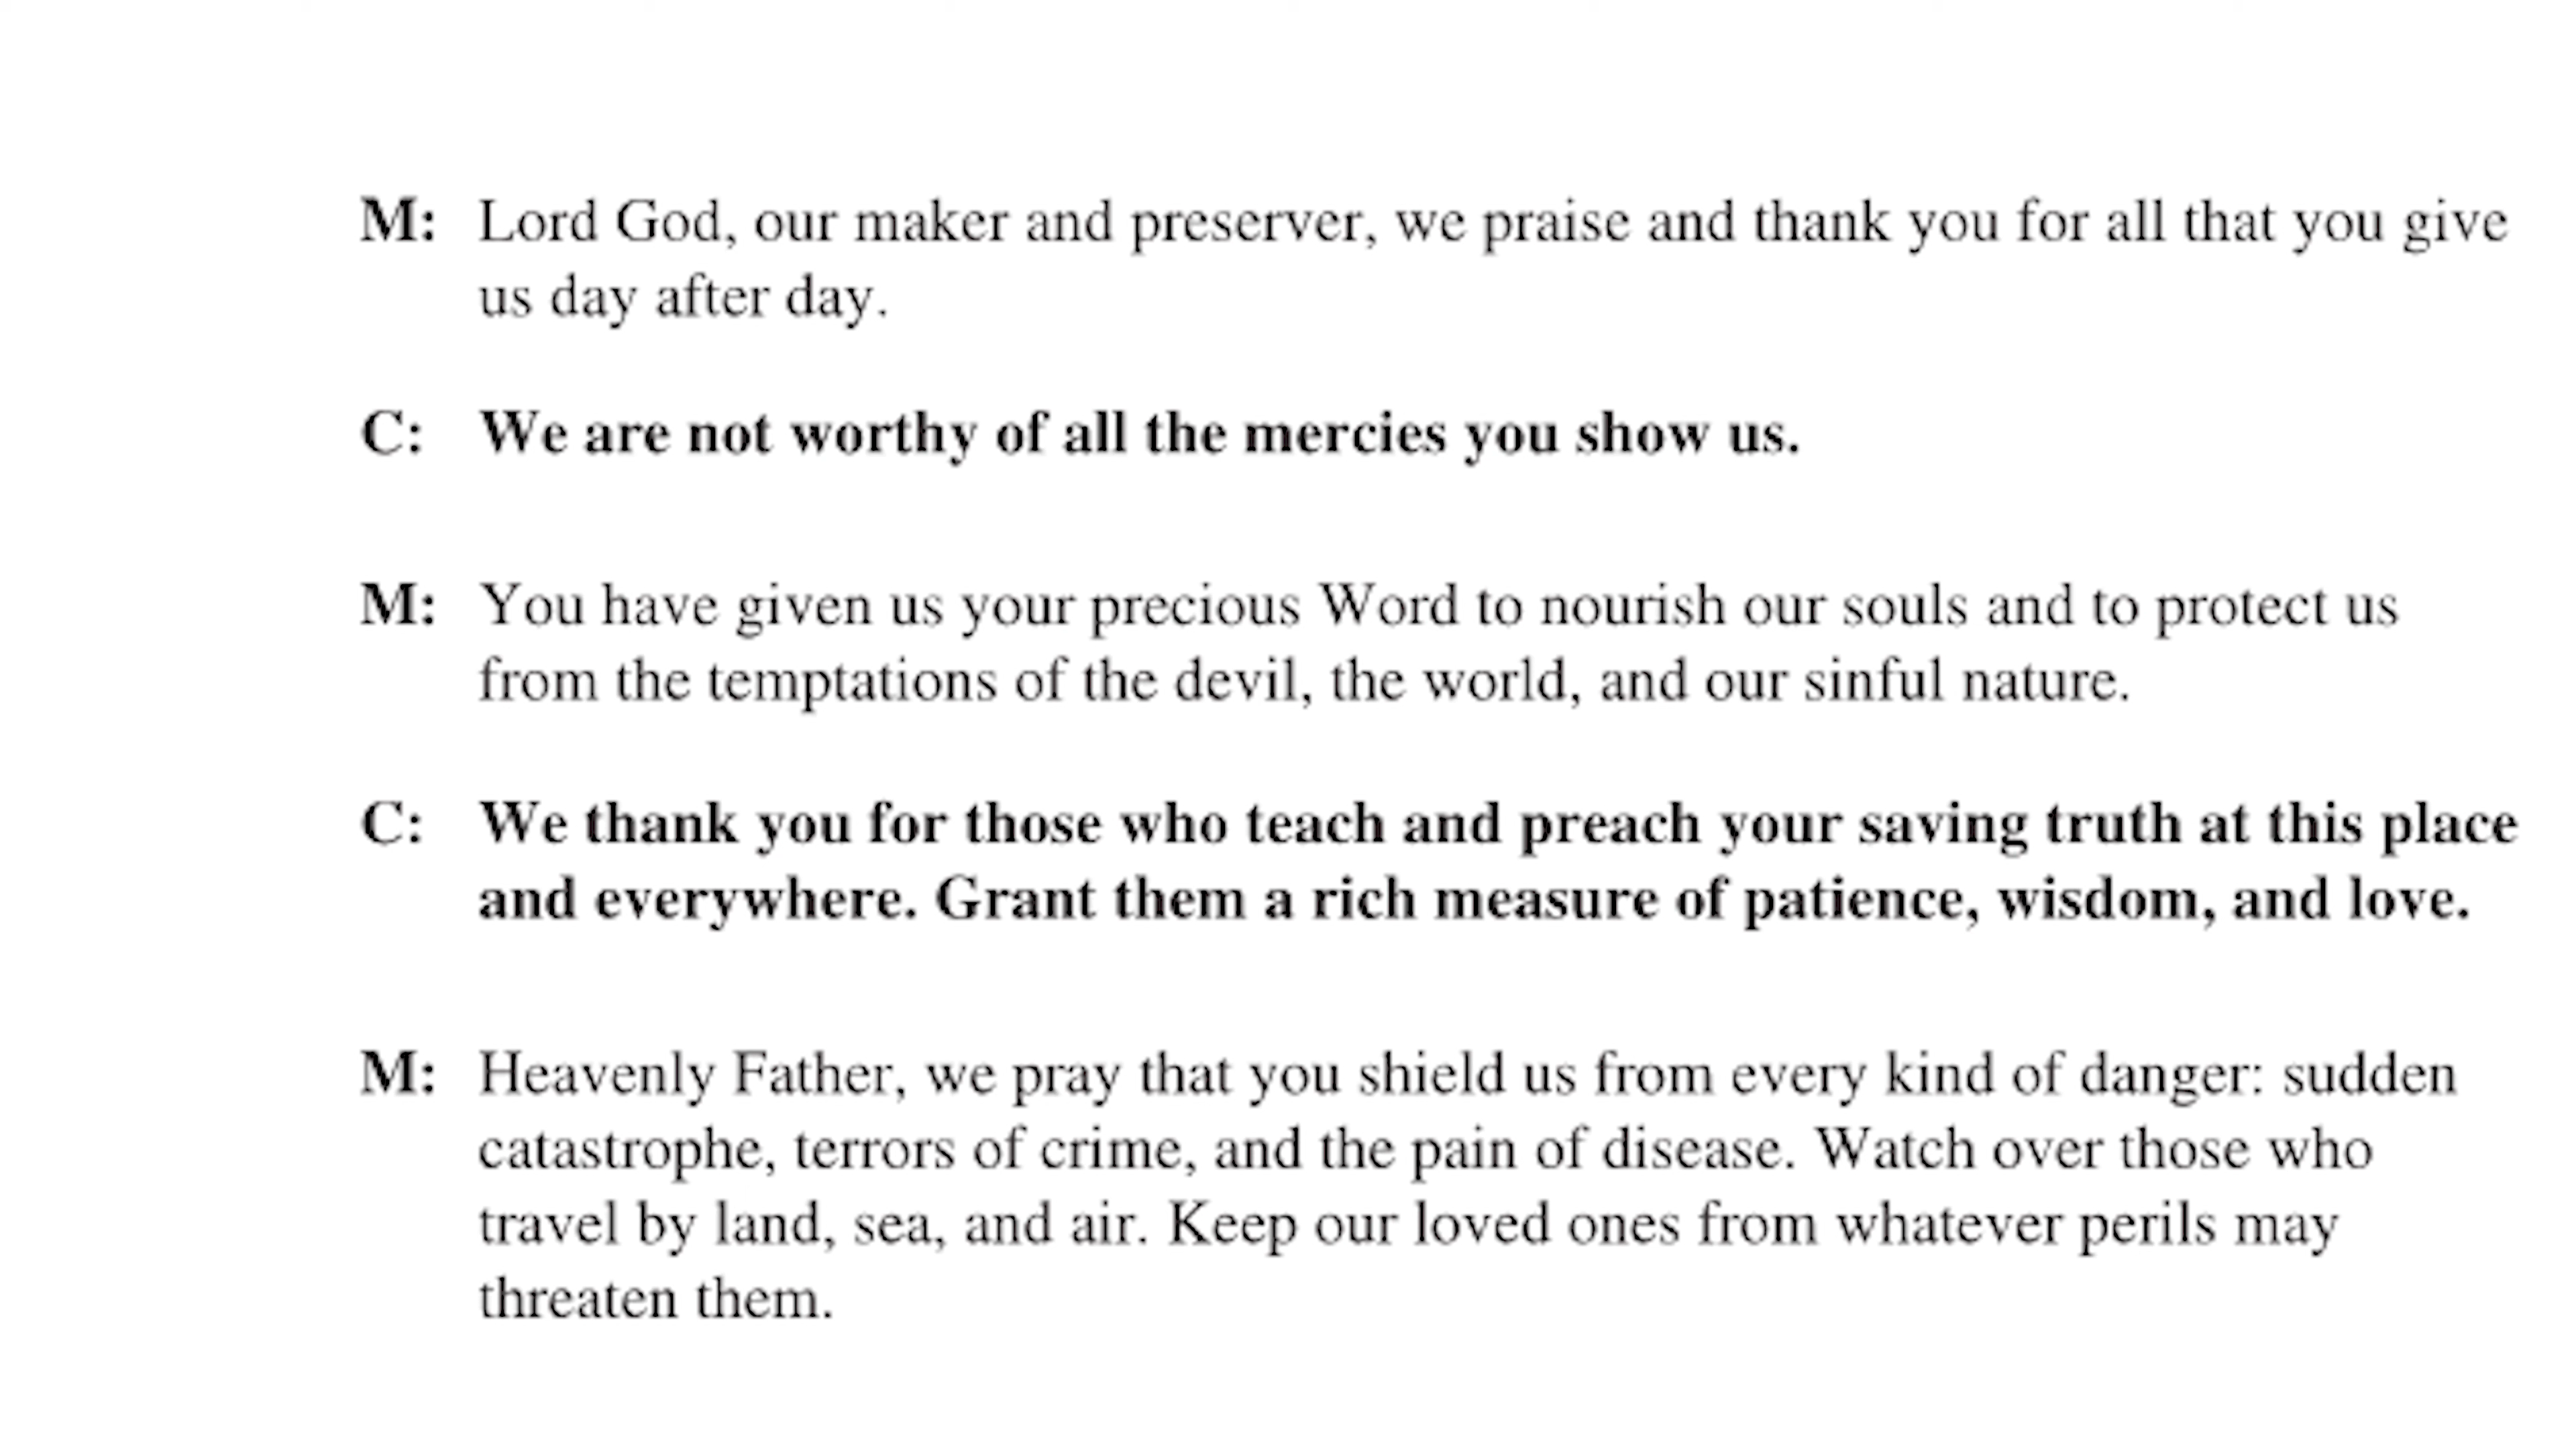 M: Lord God, our maker and preserver, we praise and thank you for all that you give
us day after day.
C: We are not worthy of all the mercies you show us.
M: You have given us your precious Word to nourish our souls and to protect us
from the temptations of the devil, the world, and our sinful nature.
C: We thank you for those who teach and preach your saving truth at this place
and everywhere. Grant them a rich measure of patience, wisdom, and love.
M: Heavenly Father, we pray that you shield us from every kind of danger: sudden
catastrophe, terrors of crime, and the pain of disease. Watch over those who
travel by land, sea, and air. Keep our loved ones from whatever perils may
threaten them.